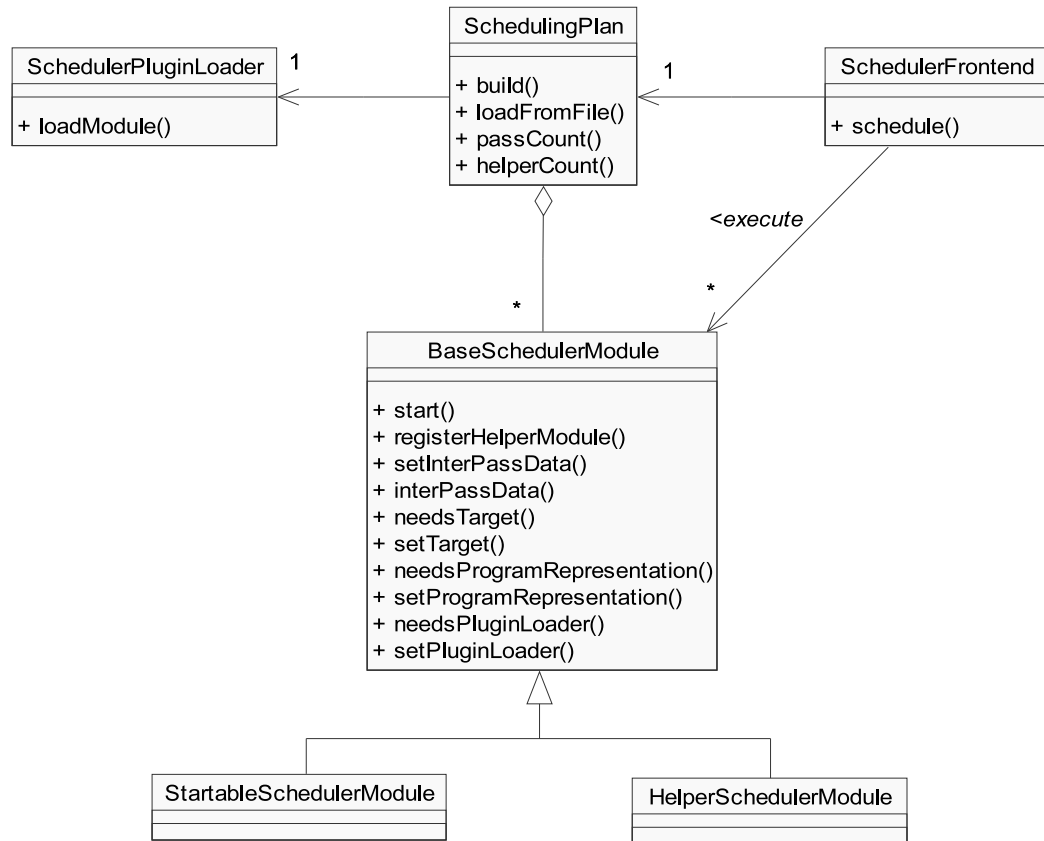 SchedulingPlan
+ build()
+ loadFromFile()
+ passCount()
+ helperCount()
SchedulerPluginLoader
+ loadModule()
1
1
SchedulerFrontend
+ schedule()
<execute
*
*
BaseSchedulerModule
+ start()
+ registerHelperModule()
+ setInterPassData()
+ interPassData()
+ needsTarget()
+ setTarget()
+ needsProgramRepresentation()
+ setProgramRepresentation()
+ needsPluginLoader()
+ setPluginLoader()
StartableSchedulerModule
HelperSchedulerModule